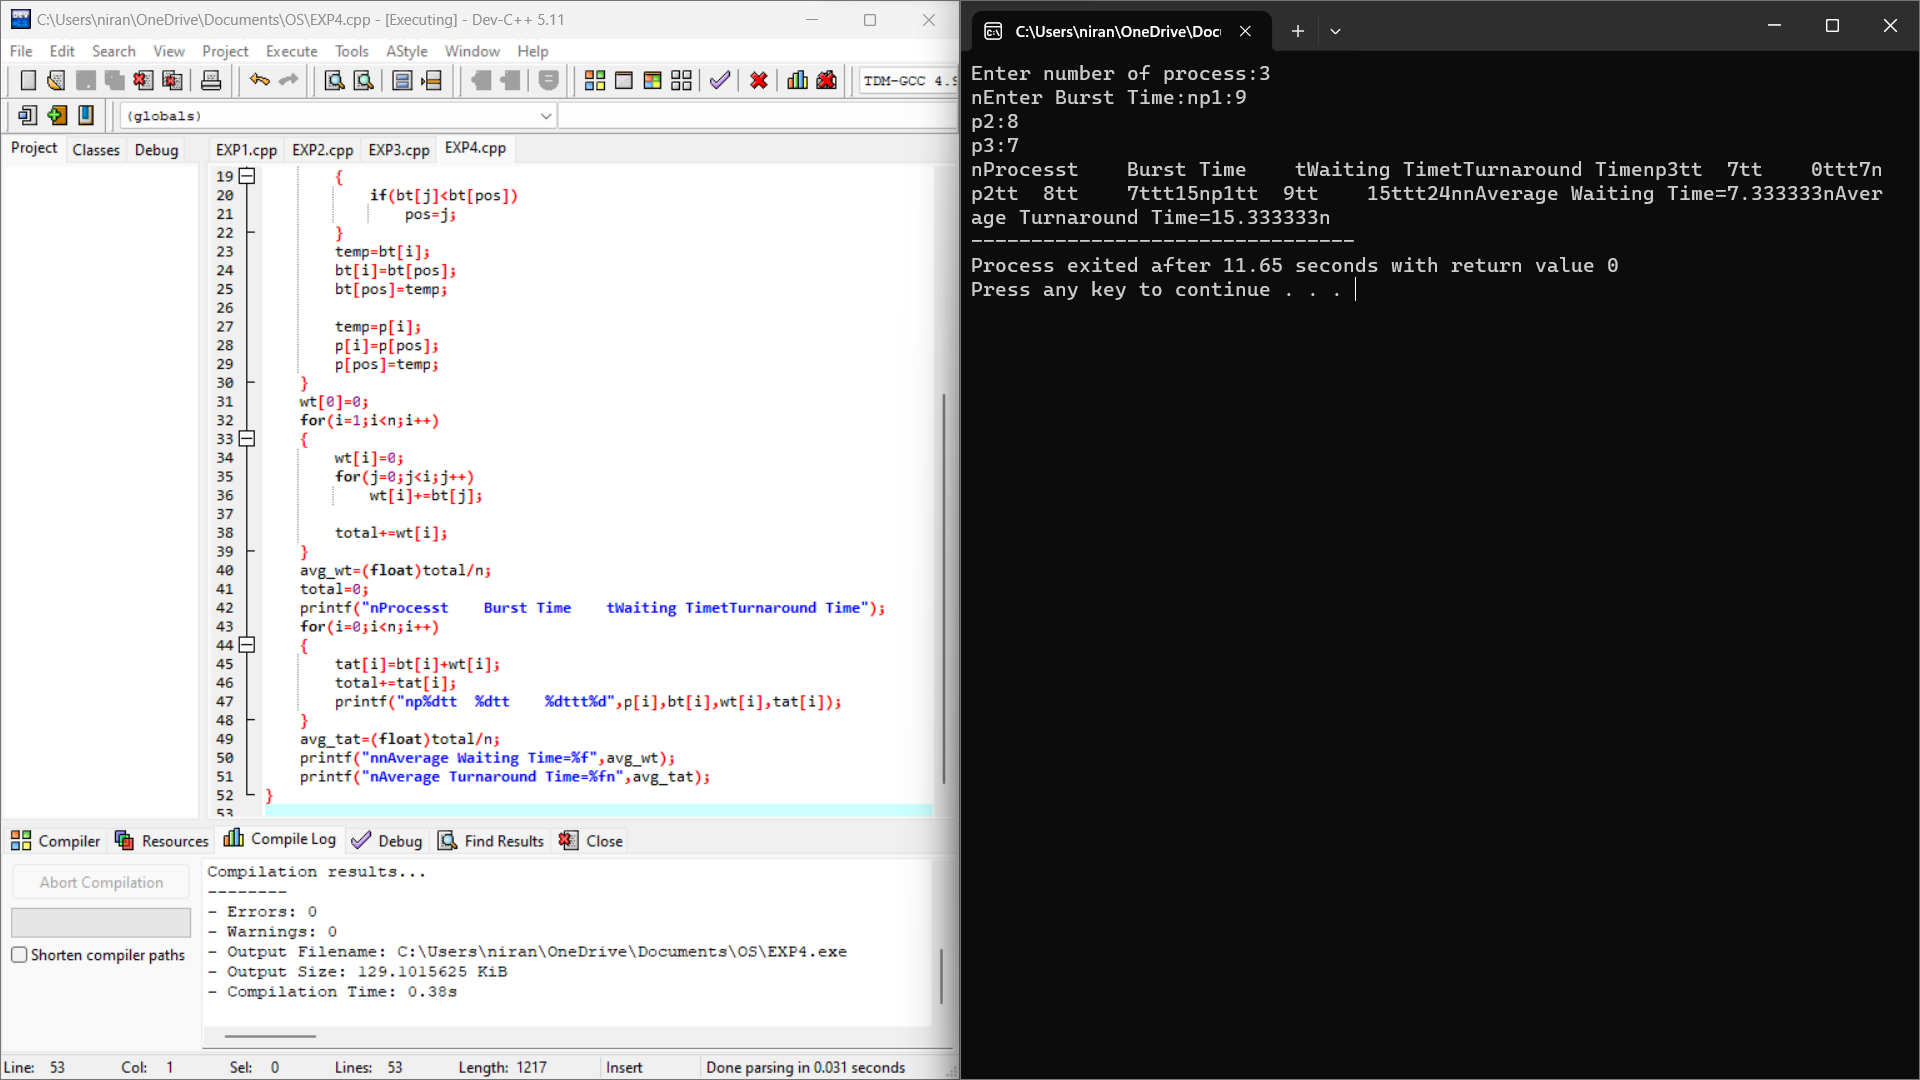 C:\Users\niran\OneDrive\Documents\OS\EXP4.cpp - [Executing] - Dev-C++ 5.11
File Edit Search View Project Execute Tools AStyle Window Help
TDM-GCC 4.9
(globals)
Project Classes Debug
EXP1.cpp EXP2.cpp EXP3.cpp EXP4.cpp
19 {
20 if(bt[j]<bt[pos])
21 pos=j;
22 }
23 temp=bt[i];
24 bt[i]=bt[pos];
25 bt[pos]=temp;
26
27 temp=p[i];
28 p[i]=p[pos];
29 p[pos]=temp;
30 }
31 wt[0]=0;
32 for(i=1;i<n;i++)
33 {
34 wt[i]=0;
35 for(j=0;j<i;j++)
36 wt[i]+=bt[j];
37
38 total+=wt[i];
39 }
40 avg_wt=(float)total/n;
41 total=0;
42 printf("nProcesst    Burst Time    tWaiting TimetTurnaround Time");
43 for(i=0;i<n;i++)
44 {
45 tat[i]=bt[i]+wt[i];
46 total+=tat[i];
47 printf("np%dtt  %dtt    %dttt%d",p[i],bt[i],wt[i],tat[i]);
48 }
49 avg_tat=(float)total/n;
50 printf("nnAverage Waiting Time=%f",avg_wt);
51 printf("nAverage Turnaround Time=%fn",avg_tat);
52 }
53
Compiler Resources Compile Log Debug Find Results Close
Abort Compilation
Shorten compiler paths
Compilation results...
--------
- Errors: 0
- Warnings: 0
- Output Filename: C:\Users\niran\OneDrive\Documents\OS\EXP4.exe
- Output Size: 129.1015625 KiB
- Compilation Time: 0.38s
Line: 53 Col: 1 Sel: 0 Lines: 53 Length: 1217 Insert Done parsing in 0.031 seconds
C:\Users\niran\OneDrive\Doc
Enter number of process:3
nEnter Burst Time:np1:9
p2:8
p3:7
nProcesst    Burst Time    tWaiting TimetTurnaround Timenp3tt  7tt    0ttt7n
p2tt  8tt    7ttt15np1tt  9tt    15ttt24nnAverage Waiting Time=7.333333nAver
age Turnaround Time=15.333333n
--------------------------------
Process exited after 11.65 seconds with return value 0
Press any key to continue . . .